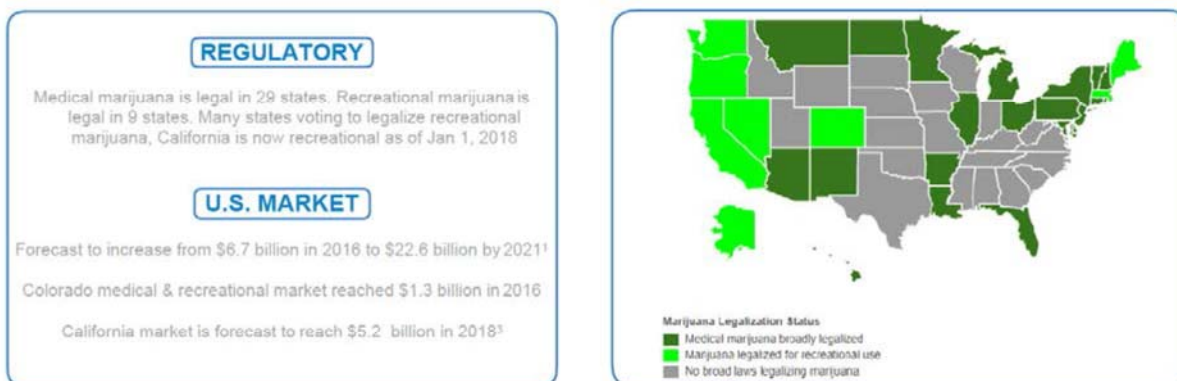 REGULATORY
Medical marijuana is legal in 29 states. Recreational marijuana is
legal in 9 states. Many states voting to legalize recreational
marijuana, California is now recreational as of Jan 1, 2018
U.S. MARKET
Forecast to increase from $6.7 billion in 2016 to $22.6 billion by 2021¹
Colorado medical & recreational market reached $1.3 billion in 2016
California market is forecast to reach $5.2 billion in 2018³
Marijuana Legalization Status
Medical marijuana broadly legalized
Marijuana legalized for recreational use
No broad laws legalizing marijuana